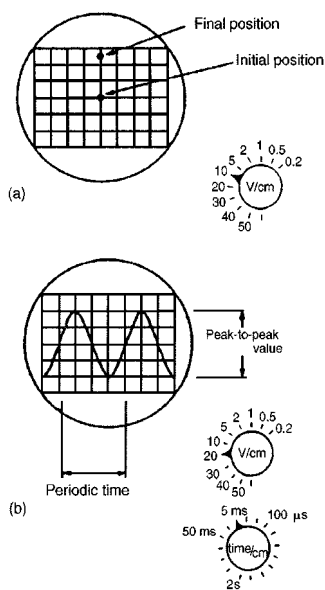 Final position
Initial position
1
2
0.5
5
0.2
10
V/cm
20
30
40
50
(a)
Peak-to-peak
value
Periodic time
1
2
0.5
5
0.2
10
20
V/cm
30
40
50
(b)
5 ms
100 μs
50 ms
time/cm
2s